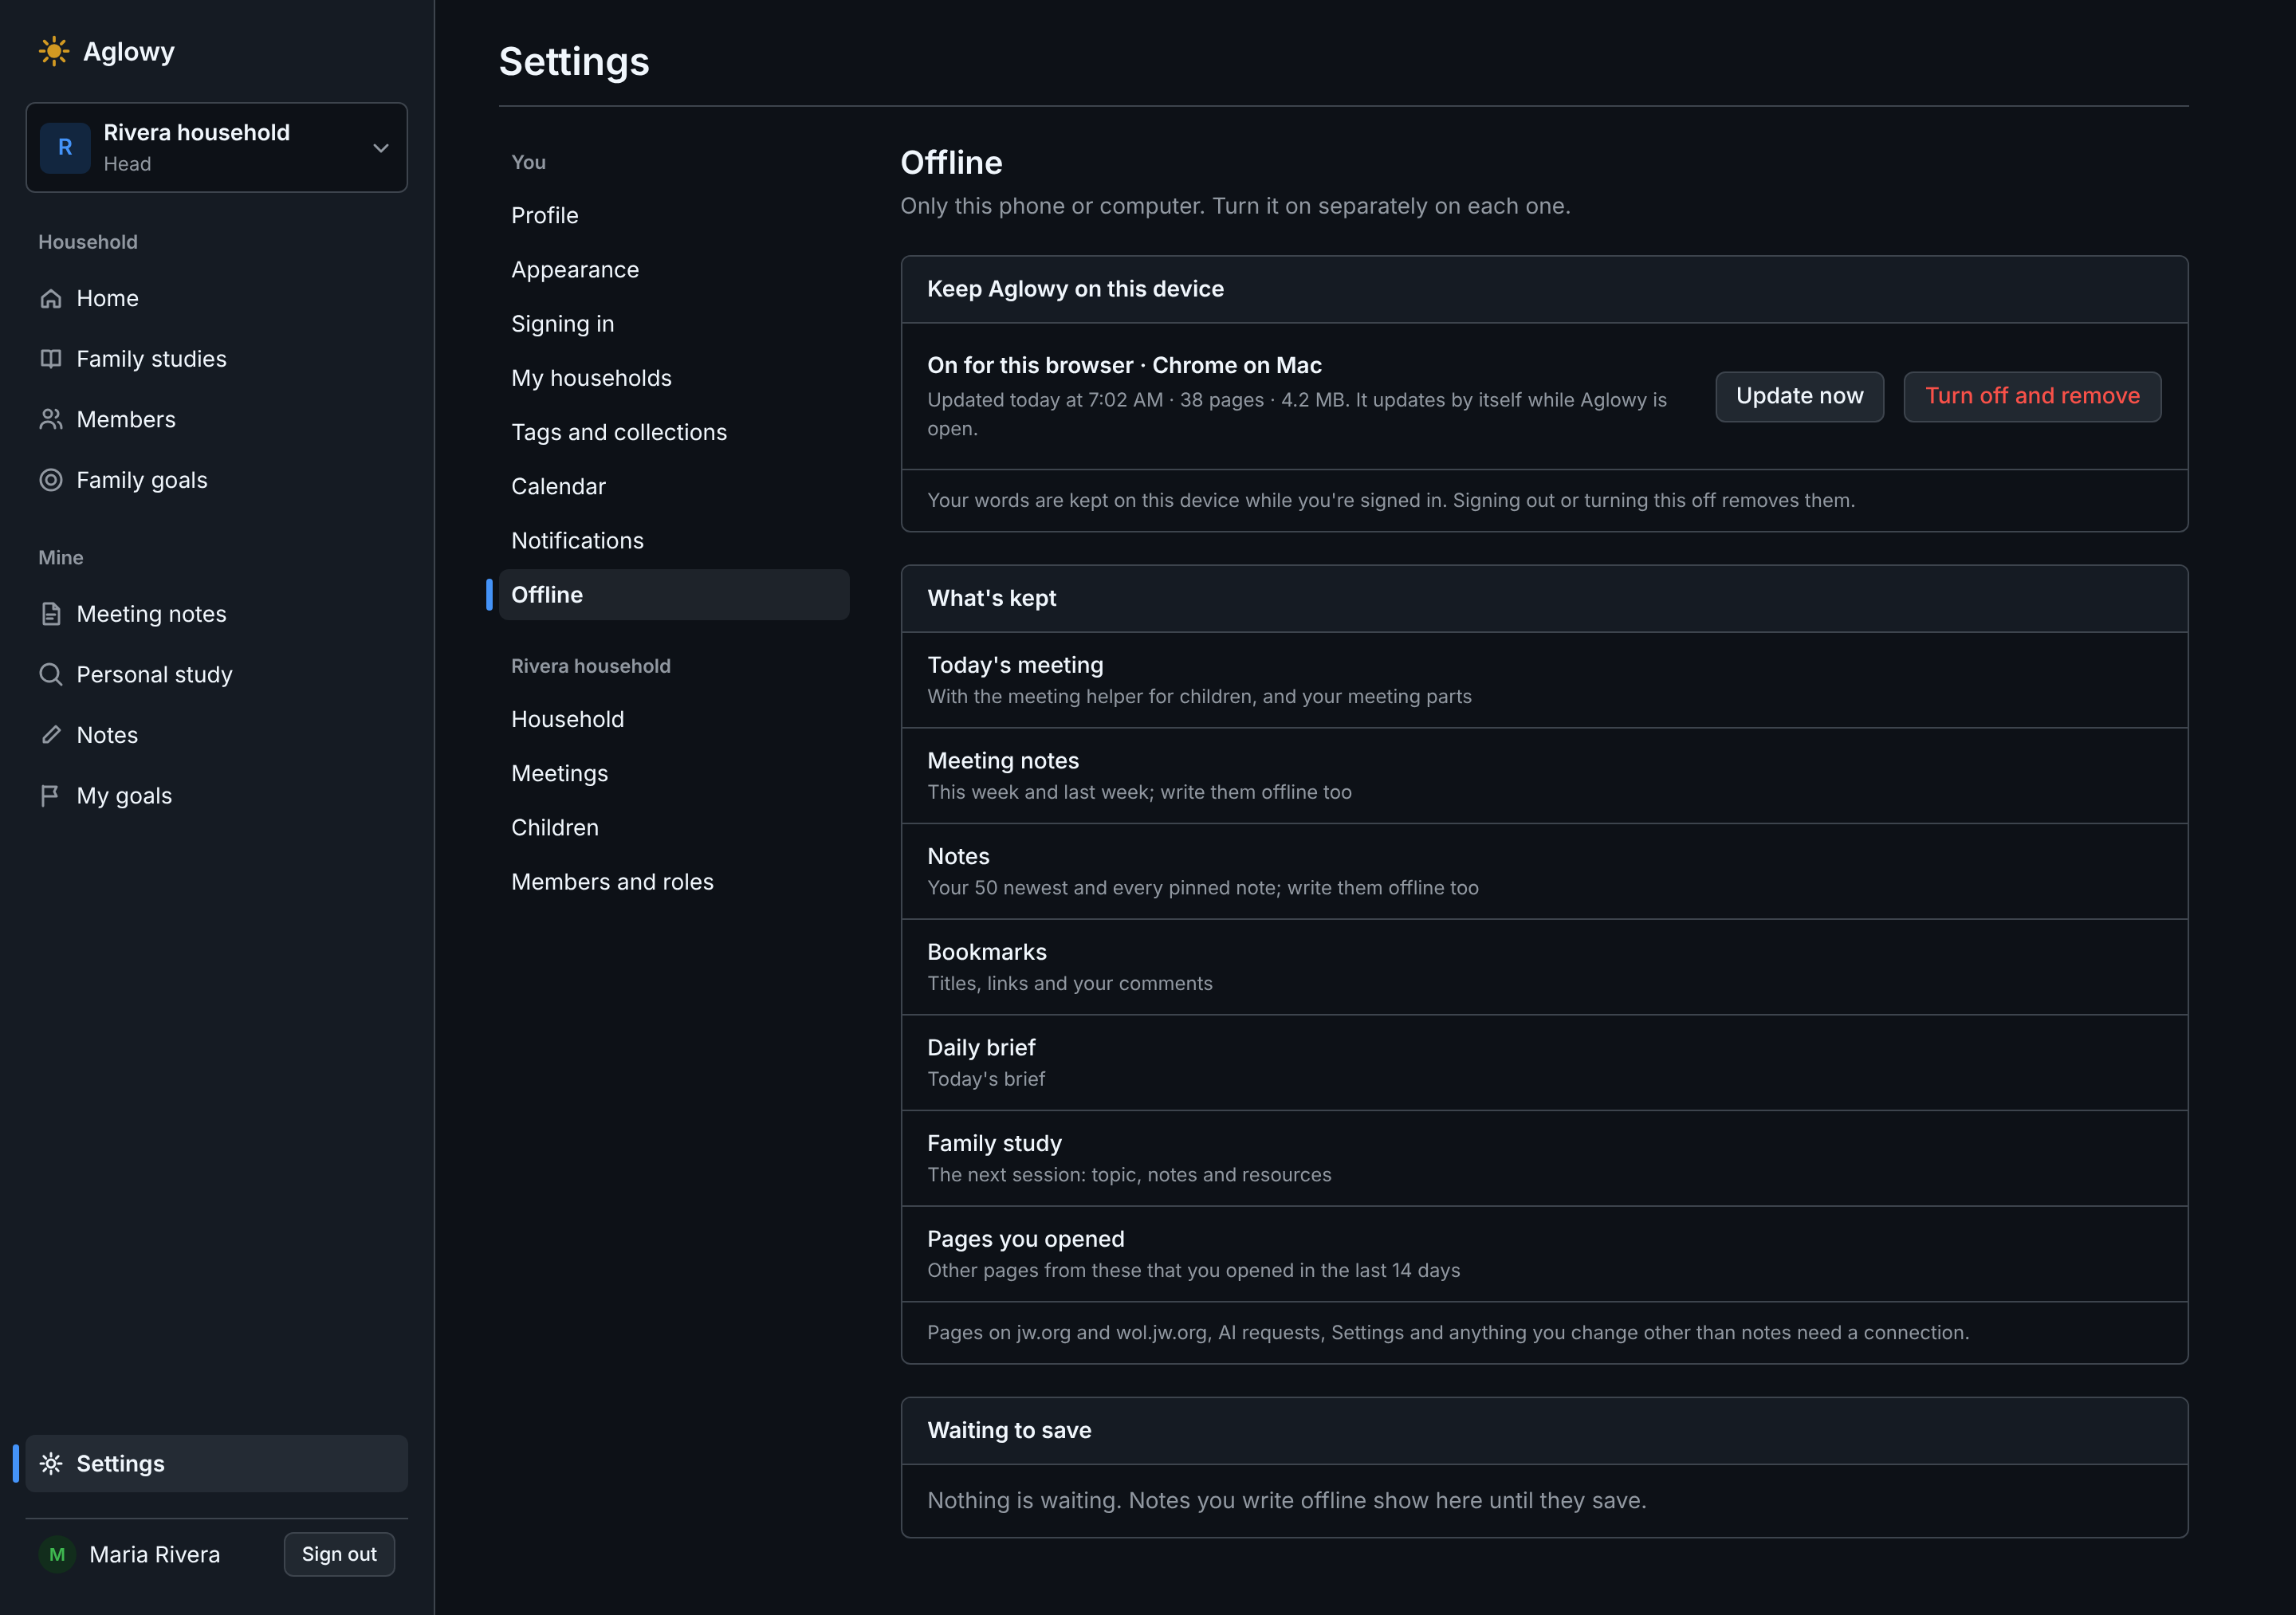 Aglowy
R
Rivera household
Head
Household
Home
Family studies
Members
Family goals
Mine
Meeting notes
Personal study
Notes
My goals
Settings
M
Maria Rivera
Sign out
Settings
You
Profile
Appearance
Signing in
My households
Tags and collections
Calendar
Notifications
Offline
Rivera household
Household
Meetings
Children
Members and roles
Offline
Only this phone or computer. Turn it on separately on each one.
Keep Aglowy on this device
On for this browser · Chrome on Mac
Updated today at 7:02 AM · 38 pages · 4.2 MB. It updates by itself while Aglowy is
open.
Update now
Turn off and remove
Your words are kept on this device while you're signed in. Signing out or turning this off removes them.
What's kept
Today's meeting
With the meeting helper for children, and your meeting parts
Meeting notes
This week and last week; write them offline too
Notes
Your 50 newest and every pinned note; write them offline too
Bookmarks
Titles, links and your comments
Daily brief
Today's brief
Family study
The next session: topic, notes and resources
Pages you opened
Other pages from these that you opened in the last 14 days
Pages on jw.org and wol.jw.org, AI requests, Settings and anything you change other than notes need a connection.
Waiting to save
Nothing is waiting. Notes you write offline show here until they save.